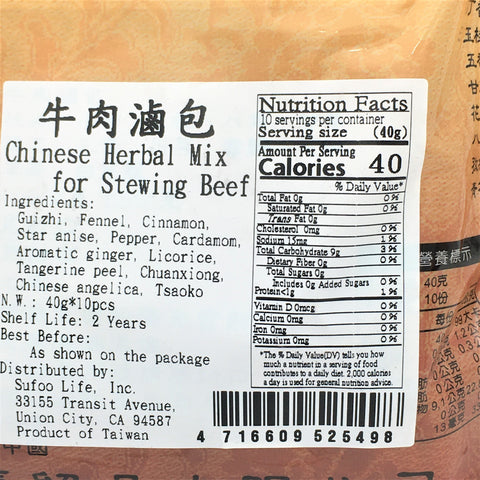 牛肉滷包
Chinese Herbal Mix
for Stewing Beef
Ingredients:
Guizhi, Fennel, Cinnamon,
Star anise, Pepper, Cardamom,
Aromatic ginger, Licorice,
Tangerine peel, Chuanxiong,
Chinese angelica, Tsaoko
N.W.: 40g*10pcs
Shelf Life: 2 Years
Best Before:
As shown on the package
Distributed by:
Sufoo Life, Inc.
33155 Transit Avenue,
Union City, CA 94587
Product of Taiwan
Nutrition Facts
10 servings per container
Serving size (40g)
Amount Per Serving
Calories 40
% Daily Value*
Total Fat 0g 0%
Saturated Fat 0g 0%
Trans Fat 0g
Cholesterol 0mg 0%
Sodium 15mg 1%
Total Carbohydrate 9g 3%
Dietary Fiber 0g 0%
Total Sugars 0g
Includes 0g Added Sugars 0%
Protein<1g 1%
Vitamin D 0mcg 0%
Calcium 0mg 0%
Iron 0mg 0%
Potassium 0mg 0%
*The % Daily Value(DV) tells you how
much a nutrient in a serving of food
contributes to a daily diet. 2,000 calories
a day is used for general nutrition advice.
4 716609 525498
營養標示
40公克
10份
每份